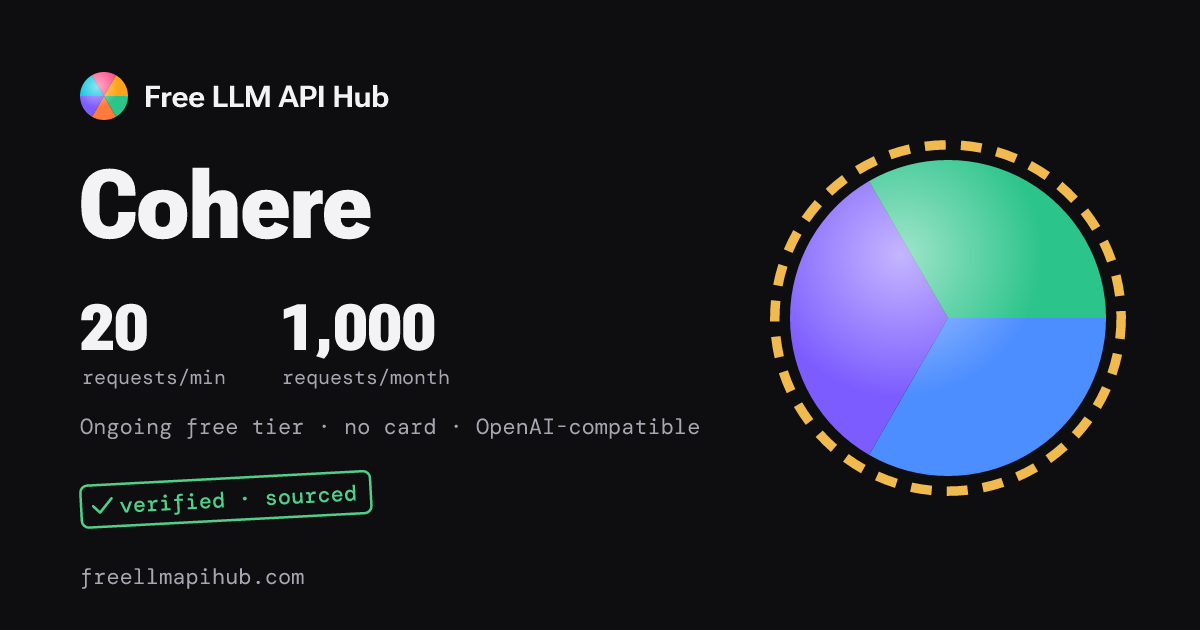 Free LLM API Hub
Cohere
20 1,000
requests/min requests/month
Ongoing free tier · no card · OpenAI-compatible
verified · sourced
freellmapihub.com